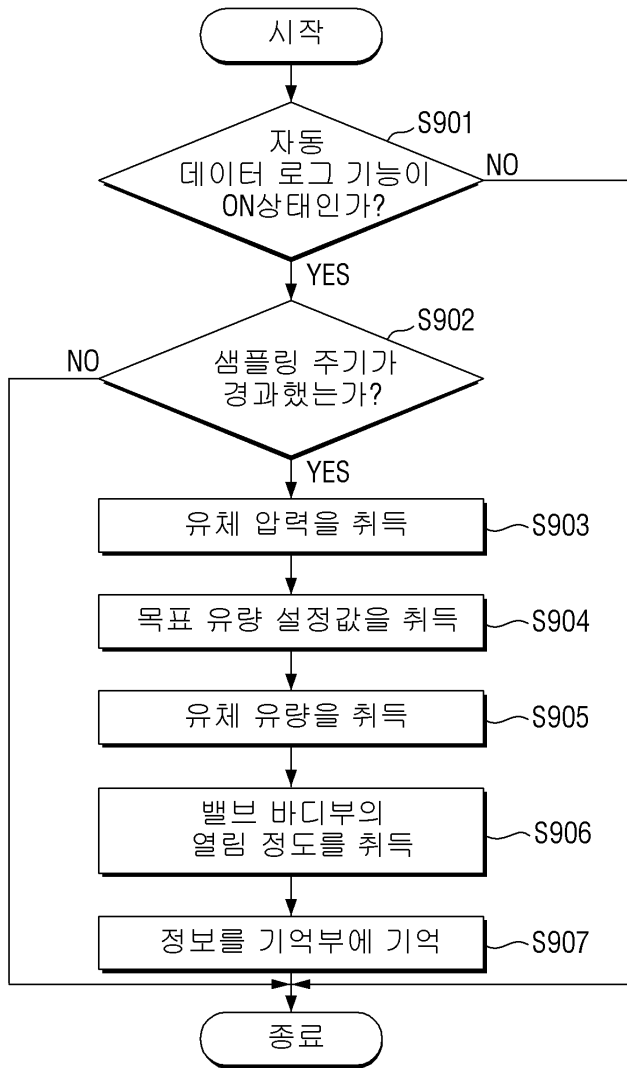 시작
S901
자동
데이터 로그 기능이
ON상태인가?
NO
YES
S902
샘플링 주기가
경과했는가?
NO
YES
유체 압력을 취득
S903
목표 유량 설정값을 취득
S904
유체 유량을 취득
S905
밸브 바디부의
열림 정도를 취득
S906
정보를 기억부에 기억
S907
종료